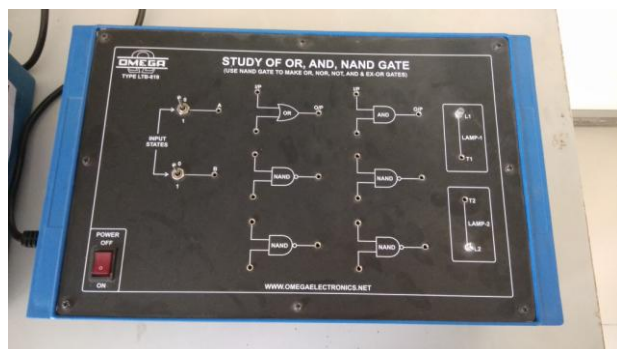 OMEGA
TYPE LTB-819
STUDY OF OR, AND, NAND GATE
(USE NAND GATE TO MAKE OR, NOR, NOT, AND & EX-OR GATES)
I/P
O/P
I/P
O/P
OR
AND
0
A
1
INPUT
STATES
0
B
1
L1
LAMP-1
T1
NAND
NAND
T2
LAMP-2
L2
NAND
NAND
POWER
OFF
ON
WWW.OMEGAELECTRONICS.NET